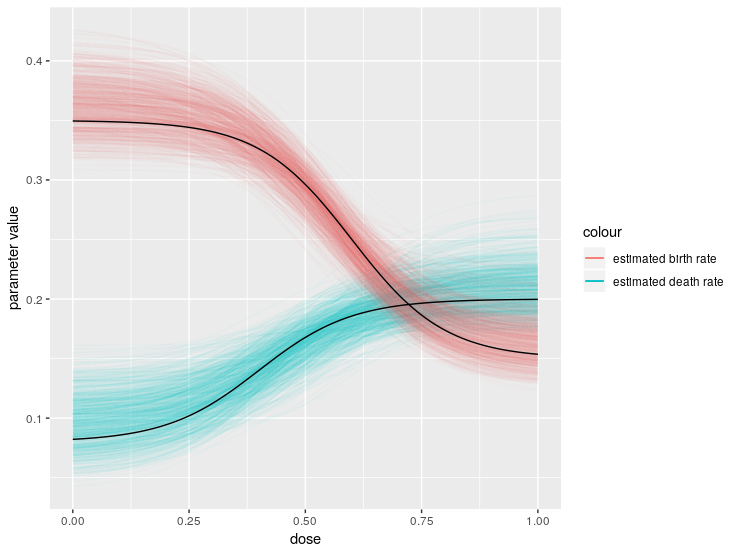 parameter value
0.4
0.3
0.2
0.1
0.00
0.25
0.50
0.75
1.00
dose
colour
estimated birth rate
estimated death rate